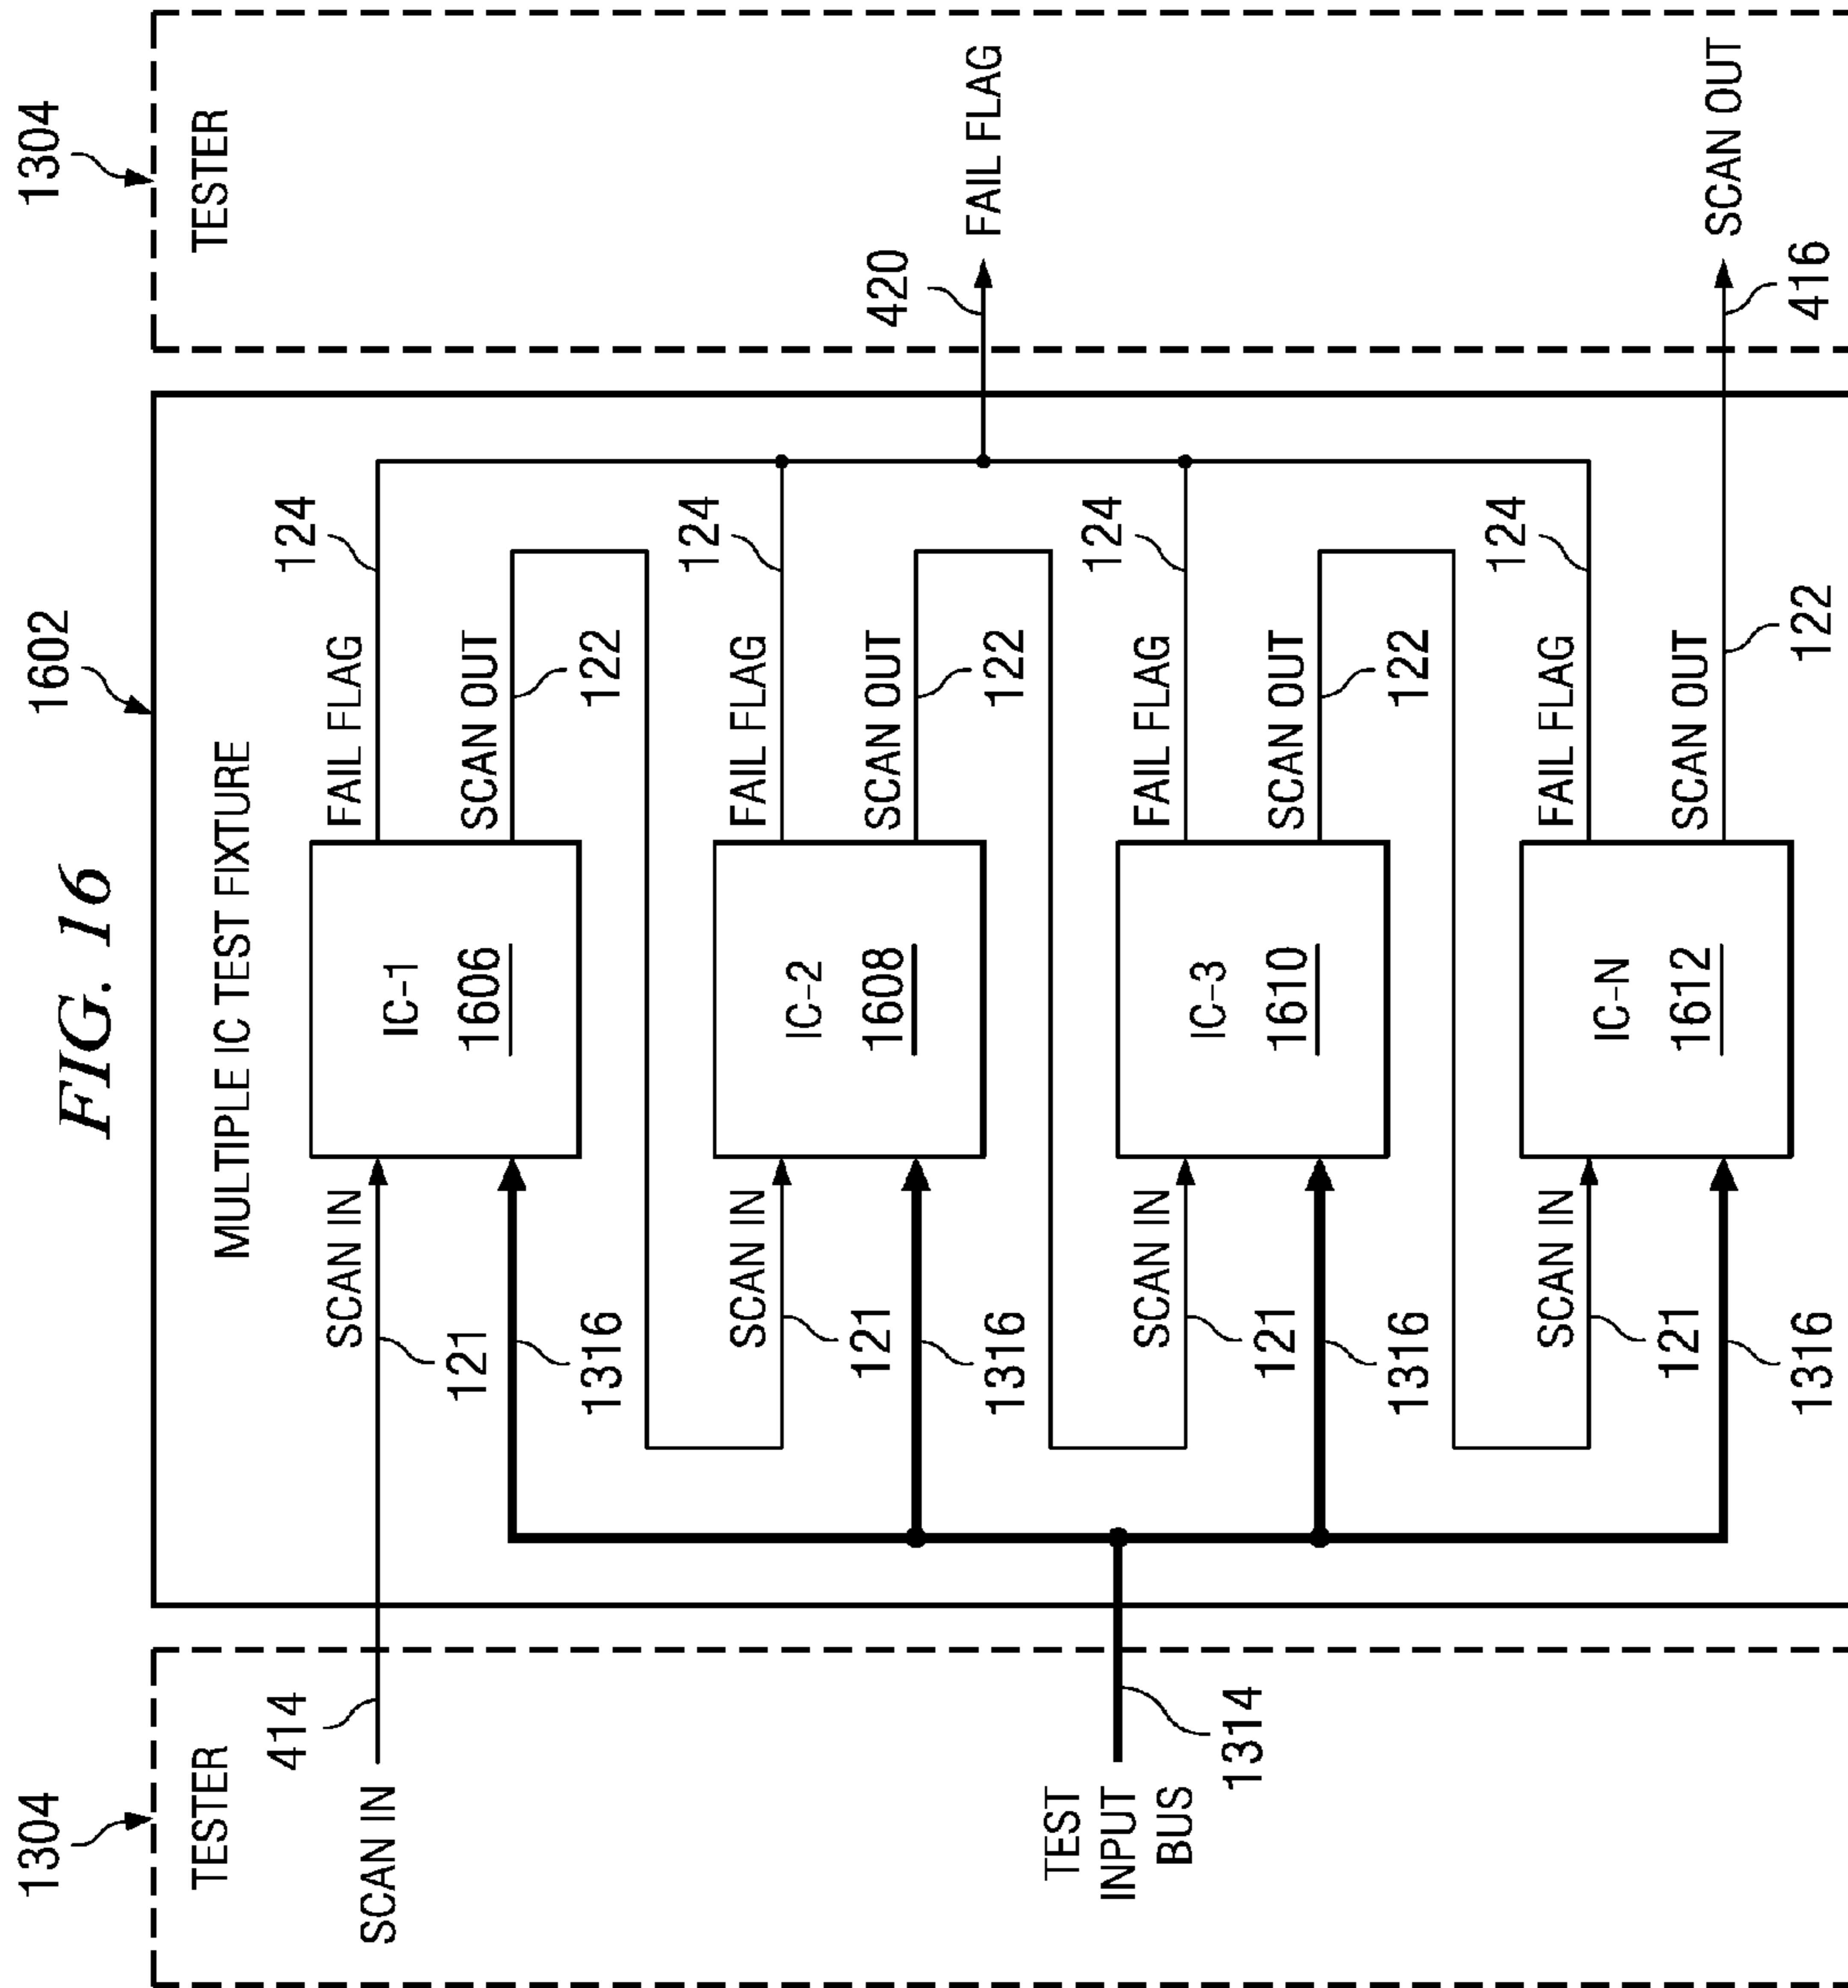 FIG. 16
1304
1602
1304
TESTER
MULTIPLE IC TEST FIXTURE
TESTER
414
SCAN IN
SCAN IN
121
IC-1
1606
FAIL FLAG
124
SCAN OUT
122
1316
SCAN IN
121
IC-2
1608
FAIL FLAG
124
SCAN OUT
122
1316
420
FAIL FLAG
TEST
INPUT
BUS
1314
SCAN IN
121
IC-3
1610
FAIL FLAG
124
SCAN OUT
122
1316
SCAN IN
121
IC-N
1612
FAIL FLAG
124
SCAN OUT
122
1316
SCAN OUT
416